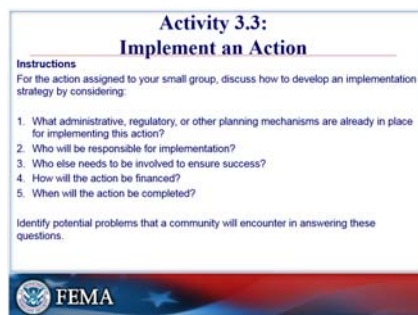 Activity 3.3:
Implement an Action
Instructions
For the action assigned to your small group, discuss how to develop an implementation
strategy by considering:
1. What administrative, regulatory, or other planning mechanisms are already in place
for implementing this action?
2. Who will be responsible for implementation?
3. Who else needs to be involved to ensure success?
4. How will the action be financed?
5. When will the action be completed?
Identify potential problems that a community will encounter in answering these
questions.
FEMA